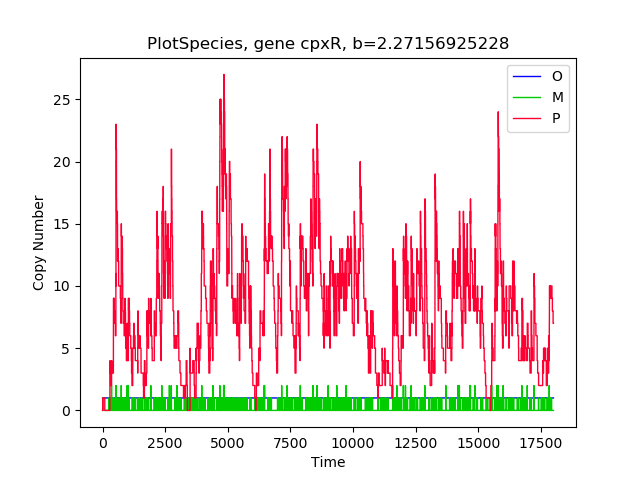 PlotSpecies, gene cpxR, b=2.27156925228
O
M
P
25
20
15
10
5
0
Copy Number
0 2500 5000 7500 10000 12500 15000 17500
Time